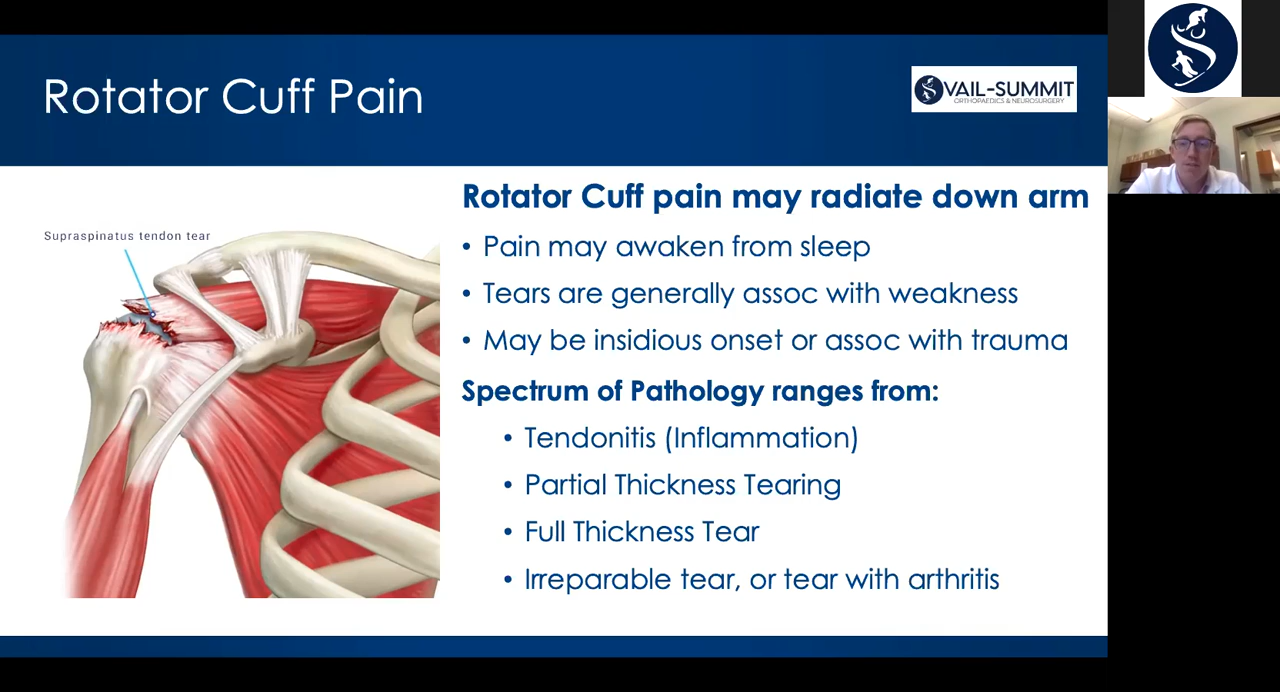 Rotator Cuff Pain
VAIL-SUMMIT
ORTHOPAEDICS & NEUROSURGERY
Supraspinatus tendon tear
Rotator Cuff pain may radiate down arm
• Pain may awaken from sleep
• Tears are generally assoc with weakness
• May be insidious onset or assoc with trauma
Spectrum of Pathology ranges from:
• Tendonitis (Inflammation)
• Partial Thickness Tearing
• Full Thickness Tear
• Irreparable tear, or tear with arthritis